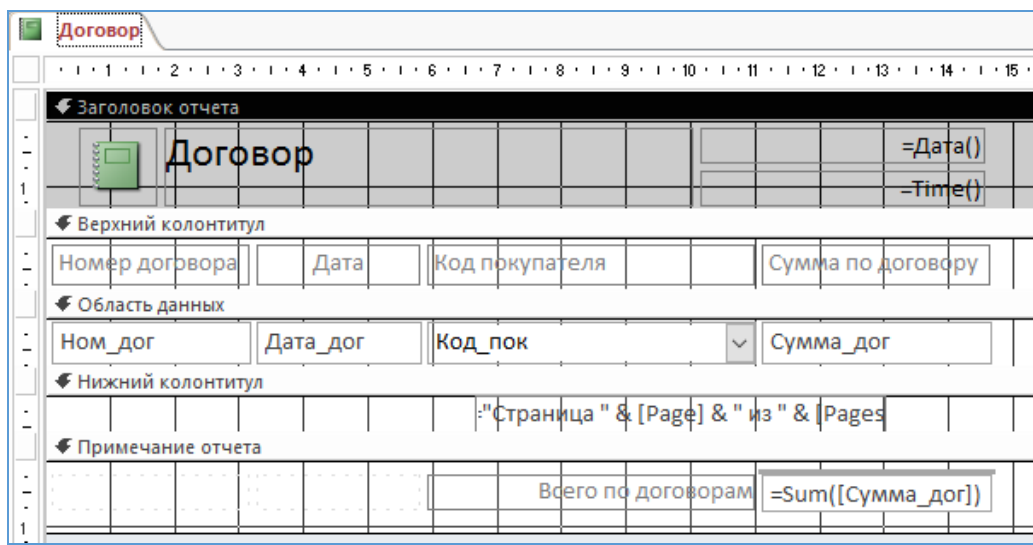 Договор
1 2 3 4 5 6 7 8 9 10 11 12 13 14 15
Заголовок отчета
Договор
=Дата()
1
=Time()
Верхний колонтитул
Номер договора Дата Код покупателя Сумма по договору
Область данных
Ном_дог Дата_дог Код_пок Сумма_дог
Нижний колонтитул
="Страница " & [Page] & " из " & [Pages
Примечание отчета
Всего по договорам =Sum([Сумма_дог])
1